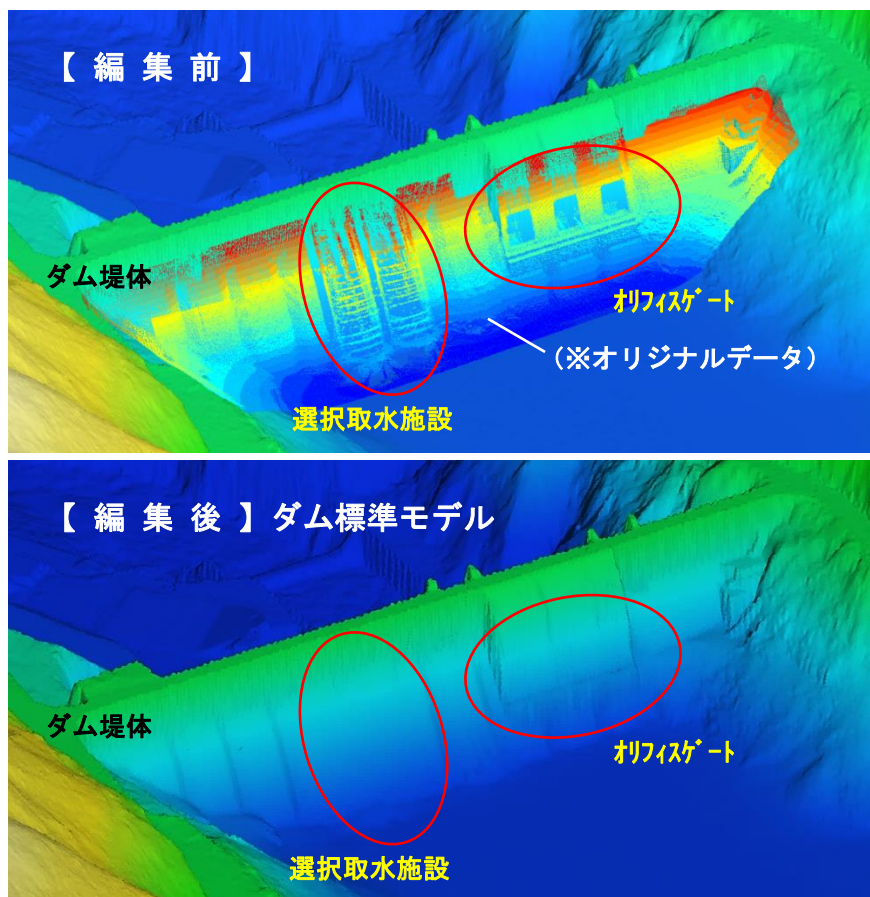 【 編 集 前 】
ダム堤体
ｵﾘﾌｨｽｹﾞｰﾄ
(※オリジナルデータ)
選択取水施設
【 編 集 後 】ダム標準モデル
ダム堤体
ｵﾘﾌｨｽｹﾞｰﾄ
選択取水施設